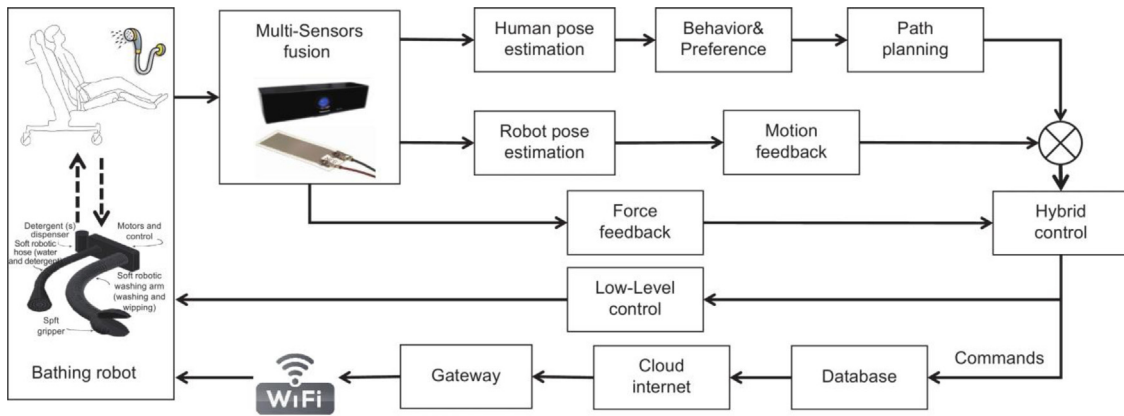 Multi-Sensors
fusion
Human pose
estimation
Behavior&
Preference
Path
planning
Robot pose
estimation
Motion
feedback
Force
feedback
Hybrid
control
Detergent (s)
dispenser
Soft robotic
hose (water
and detergent)
Motors and
control
Soft robotic
washing arm
(washing and
wipping)
Spft
gripper
Low-Level
control
Bathing robot
WiFi
Gateway
Cloud
internet
Database
Commands